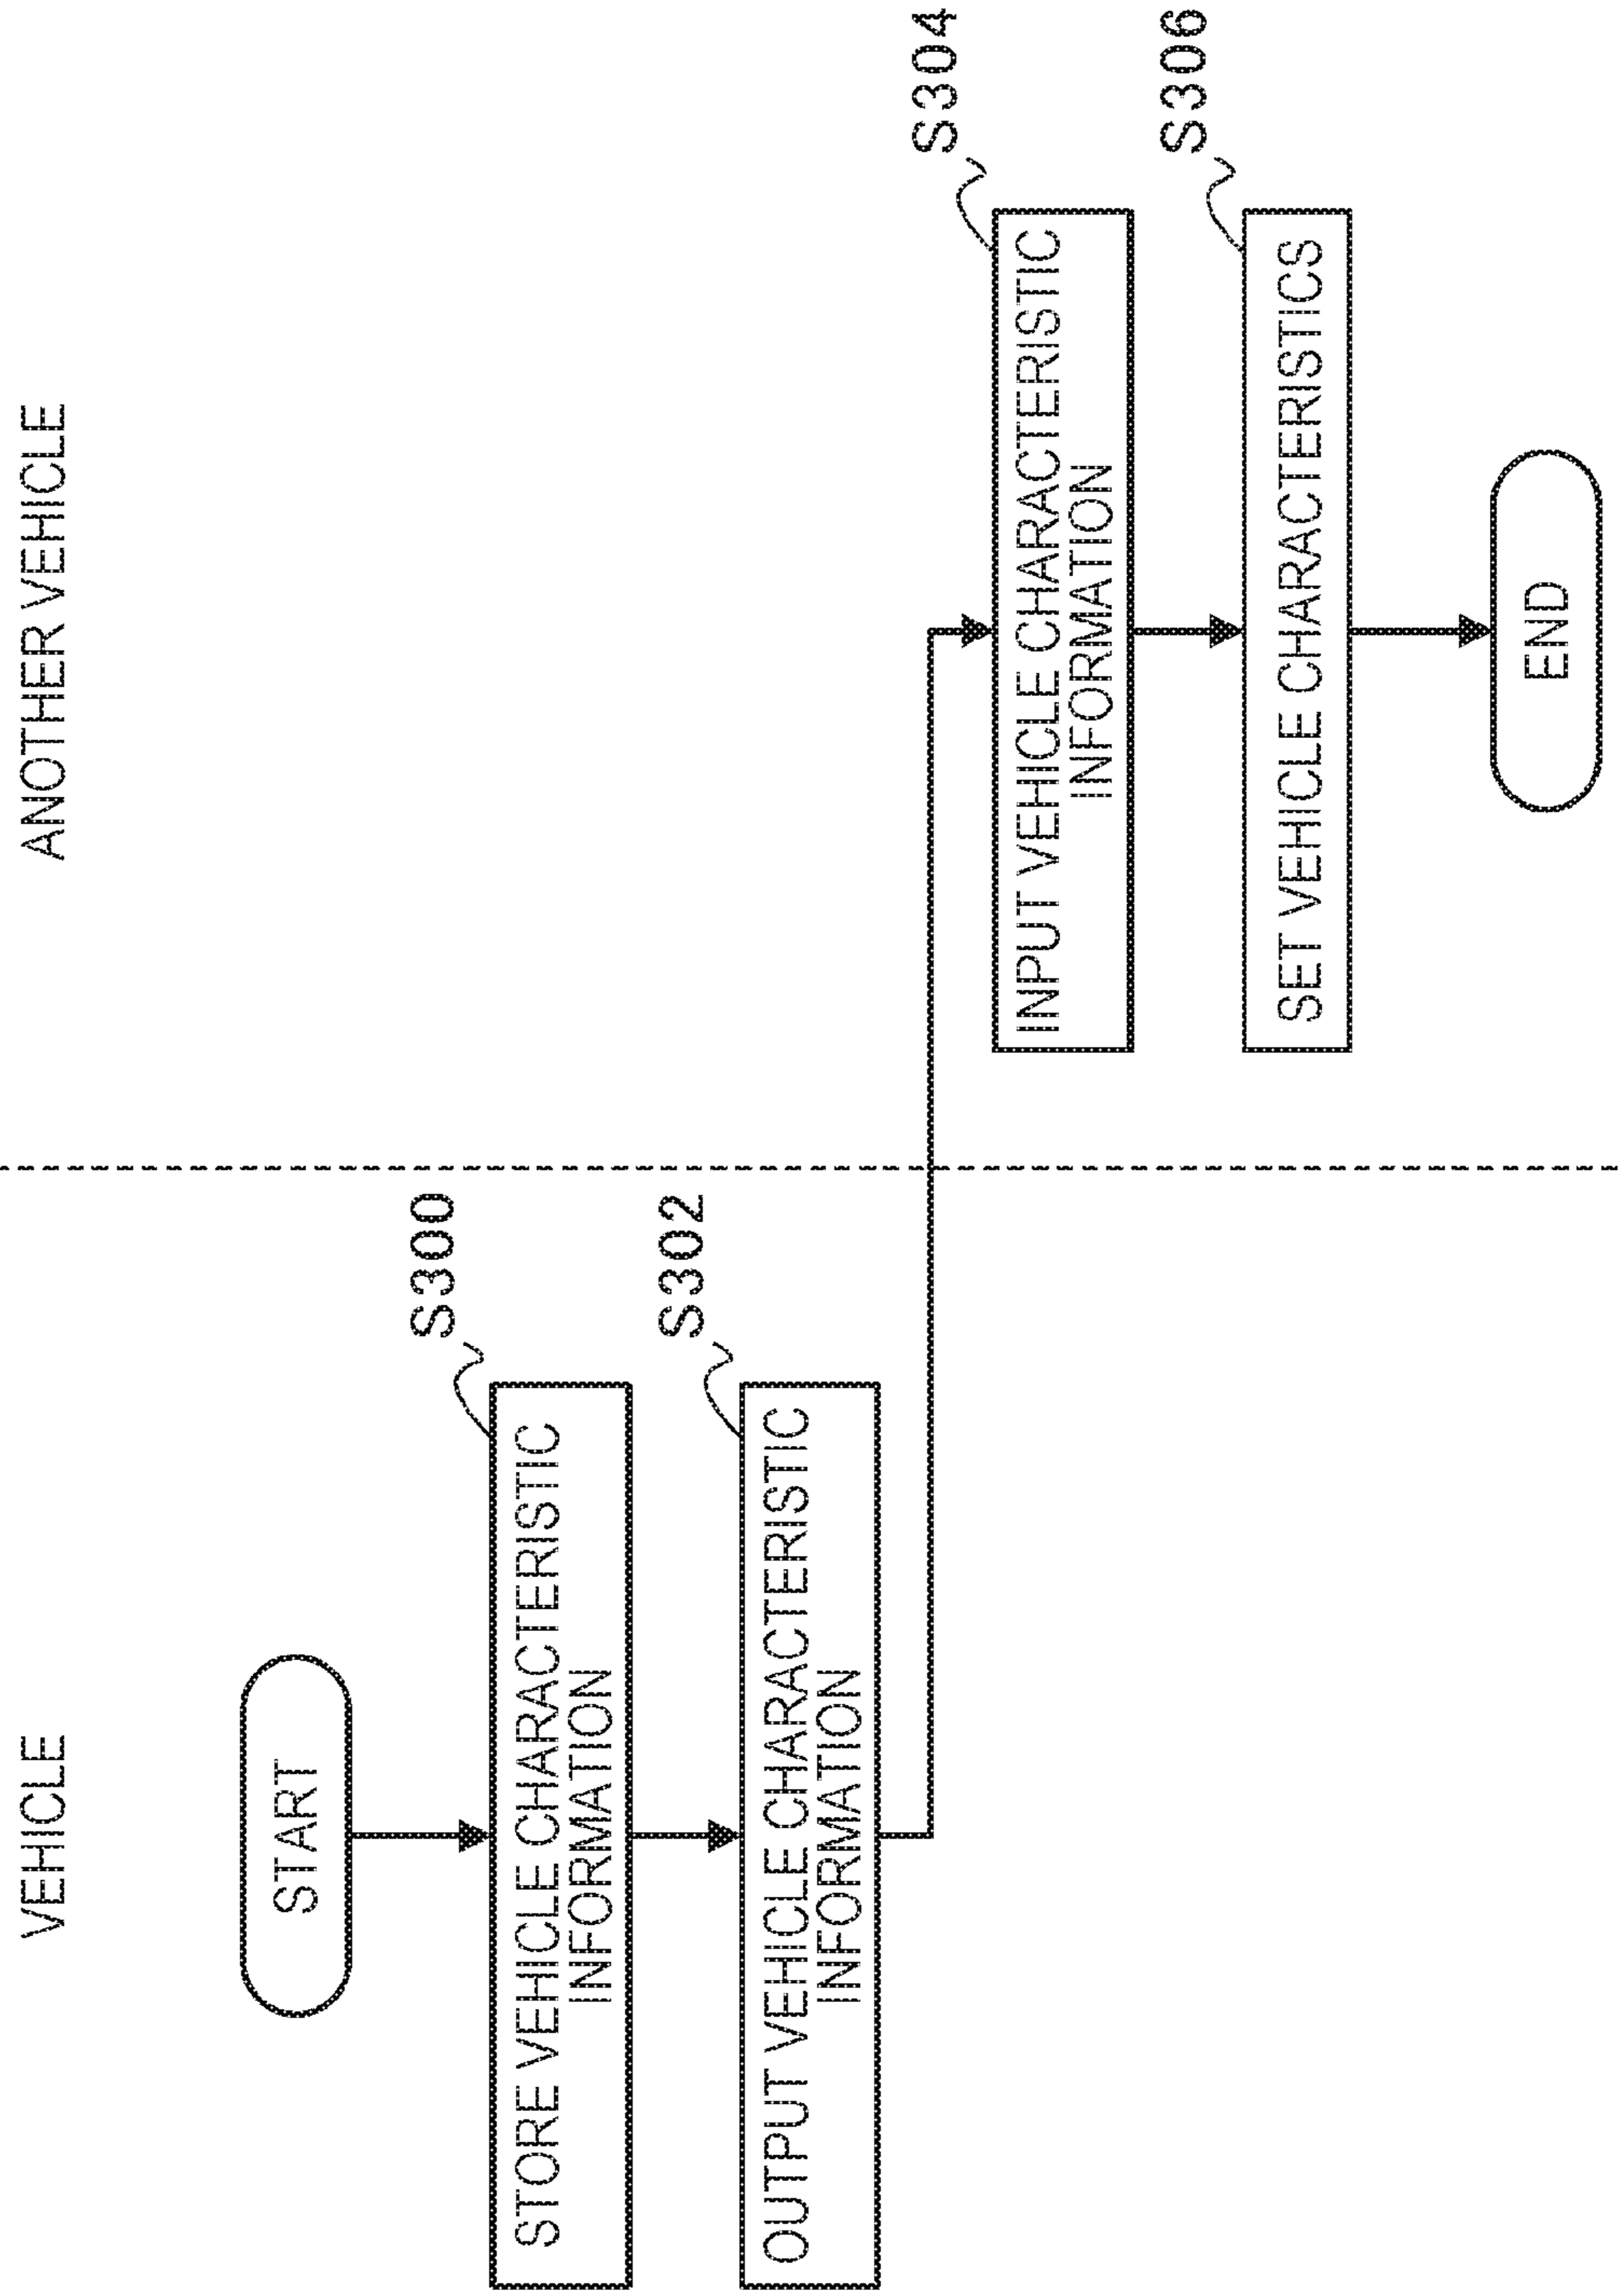 VEHICLE
ANOTHER VEHICLE
START
S300
STORE VEHICLE CHARACTERISTIC
INFORMATION
S302
OUTPUT VEHICLE CHARACTERISTIC
INFORMATION
S304
INPUT VEHICLE CHARACTERISTIC
INFORMATION
S306
SET VEHICLE CHARACTERISTICS
END